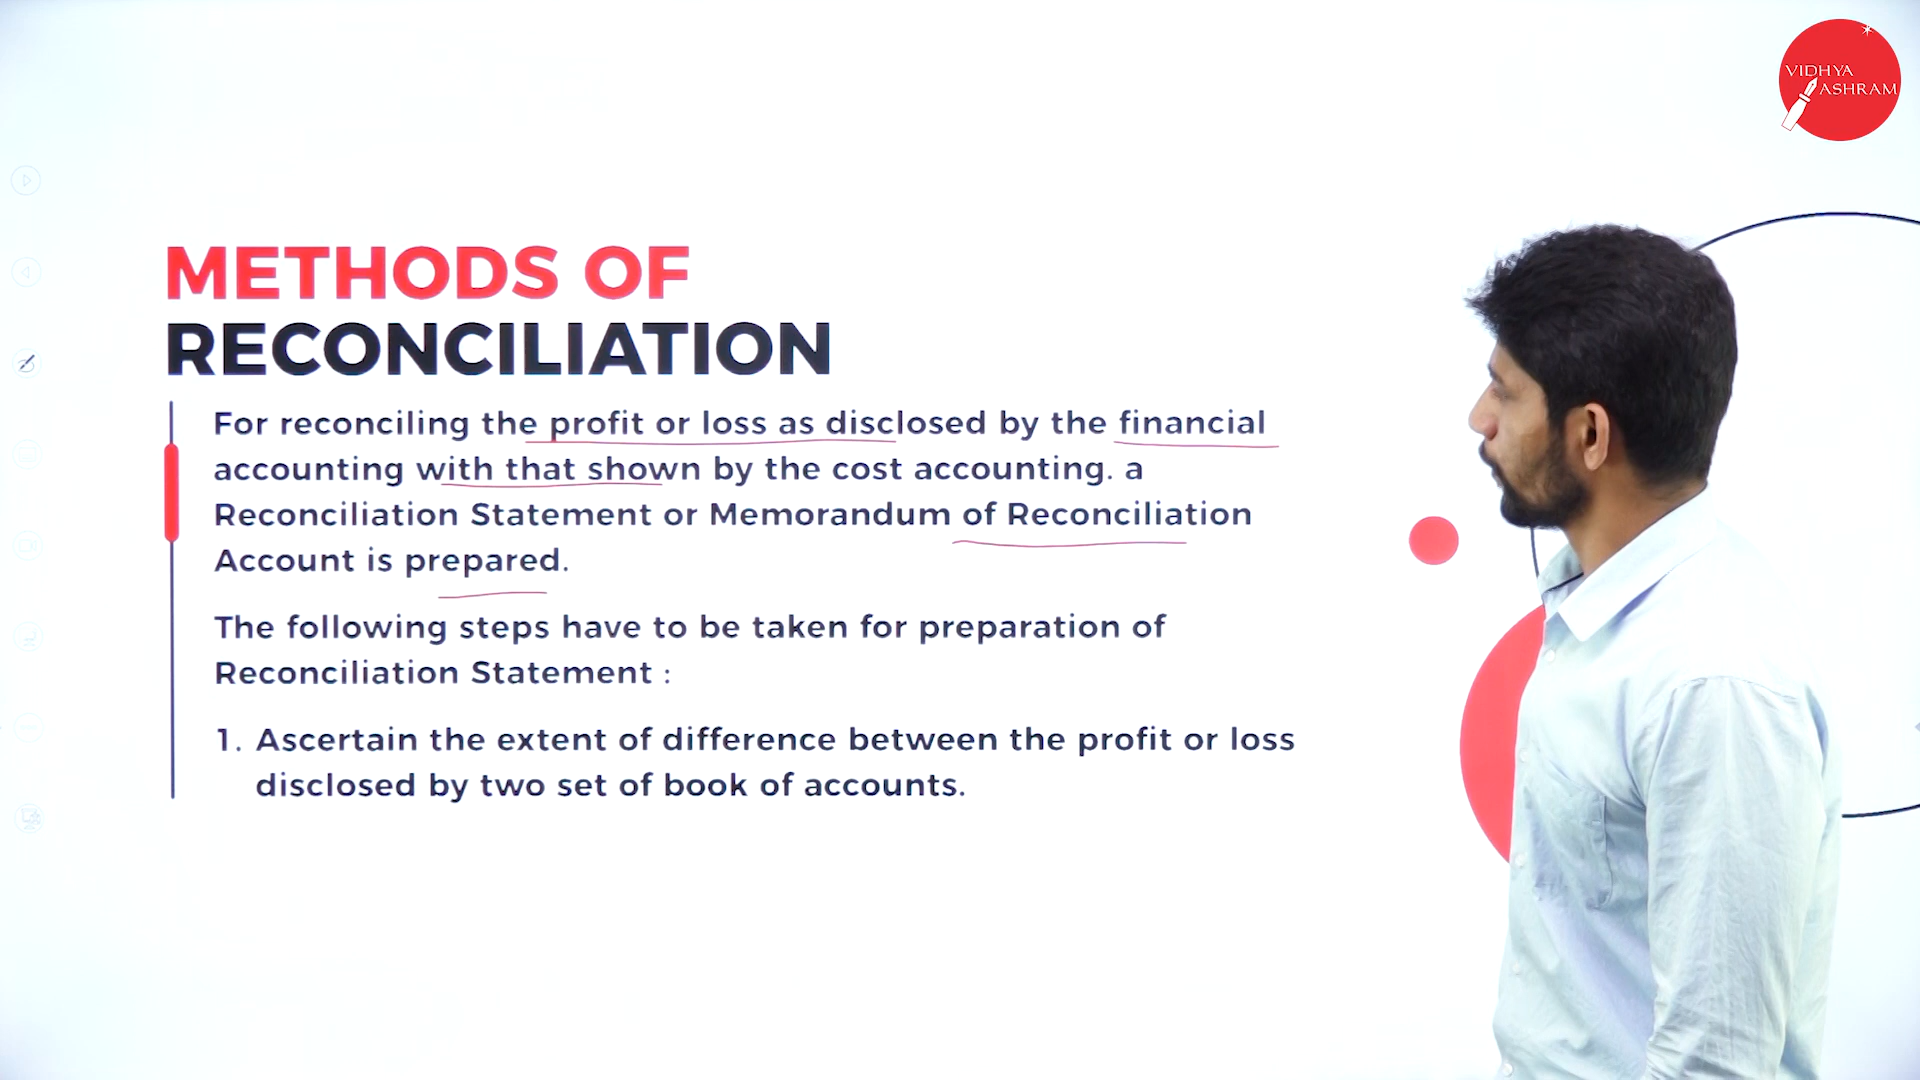 VIDHYA
ASHRAM
METHODS OF
RECONCILIATION
For reconciling the profit or loss as disclosed by the financial
accounting with that shown by the cost accounting. a
Reconciliation Statement or Memorandum of Reconciliation
Account is prepared.
The following steps have to be taken for preparation of
Reconciliation Statement :
1. Ascertain the extent of difference between the profit or loss
disclosed by two set of book of accounts.